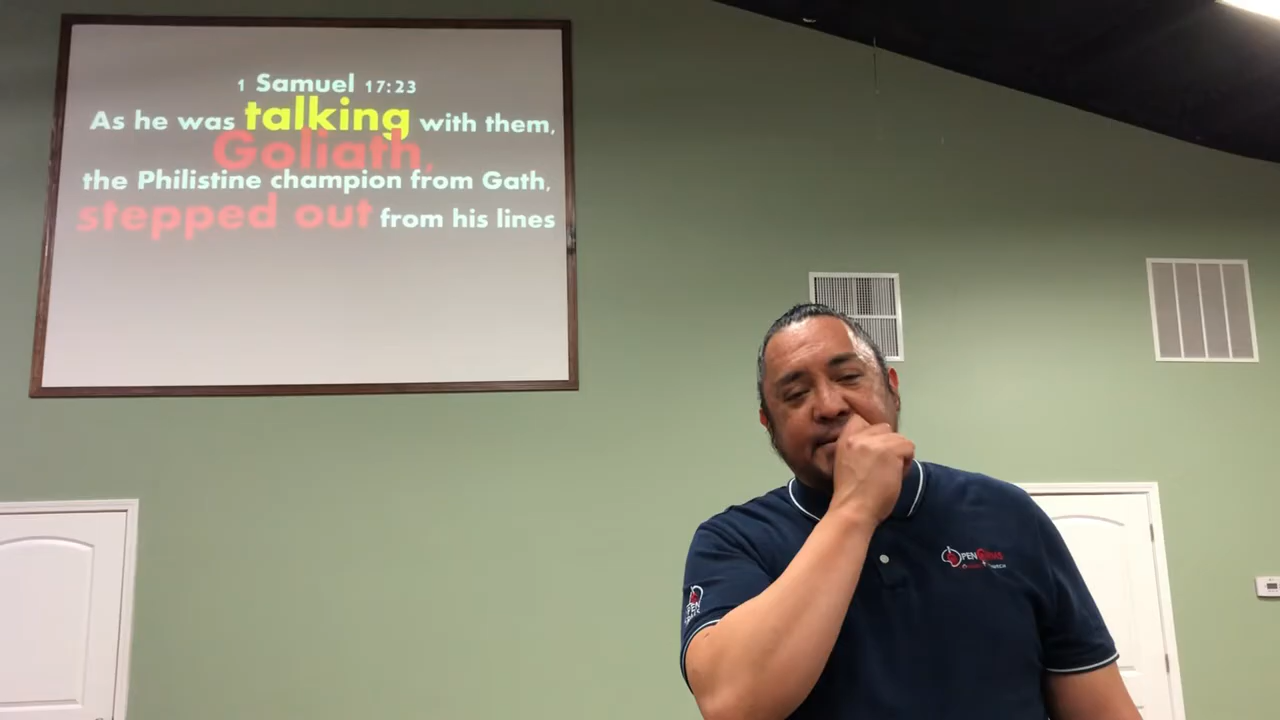 1 Samuel 17:23
As he was talking with them,
Goliath,
the Philistine champion from Gath,
stepped out from his lines